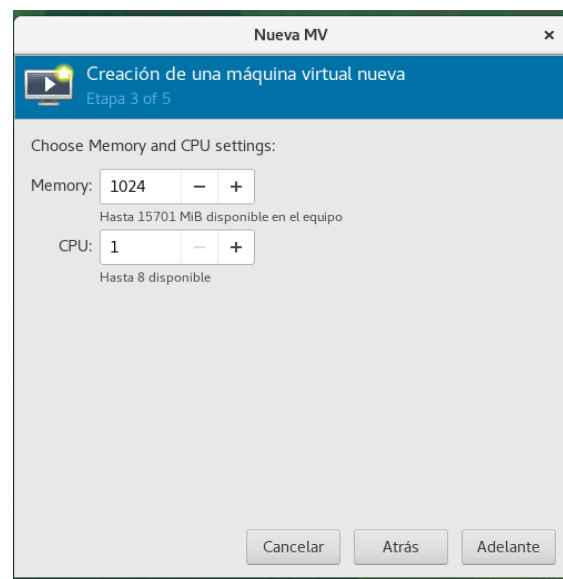 Nueva MV ×
Creación de una máquina virtual nueva
Etapa 3 of 5
Choose Memory and CPU settings:
Memory: 1024 − +
Hasta 15701 MiB disponible en el equipo
CPU: 1 − +
Hasta 8 disponible
Cancelar Atrás Adelante